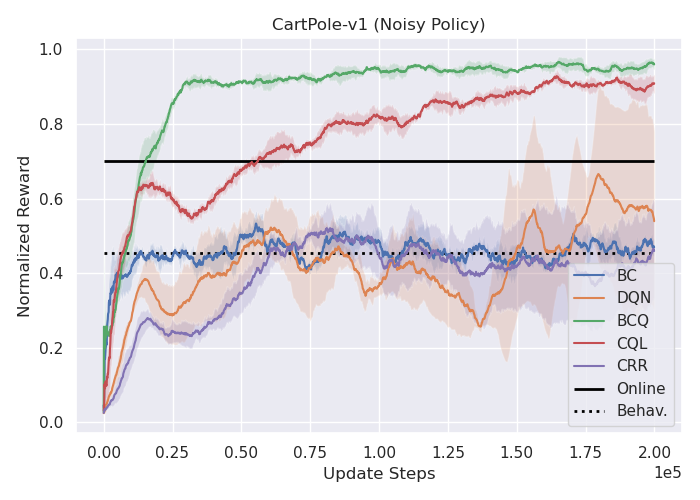 CartPole-v1 (Noisy Policy)
Normalized Reward
1.0
0.8
0.6
0.4
0.2
0.0
BC
DQN
BCQ
CQL
CRR
Online
Behav.
0.00 0.25 0.50 0.75 1.00 1.25 1.50 1.75 2.00
1e5
Update Steps